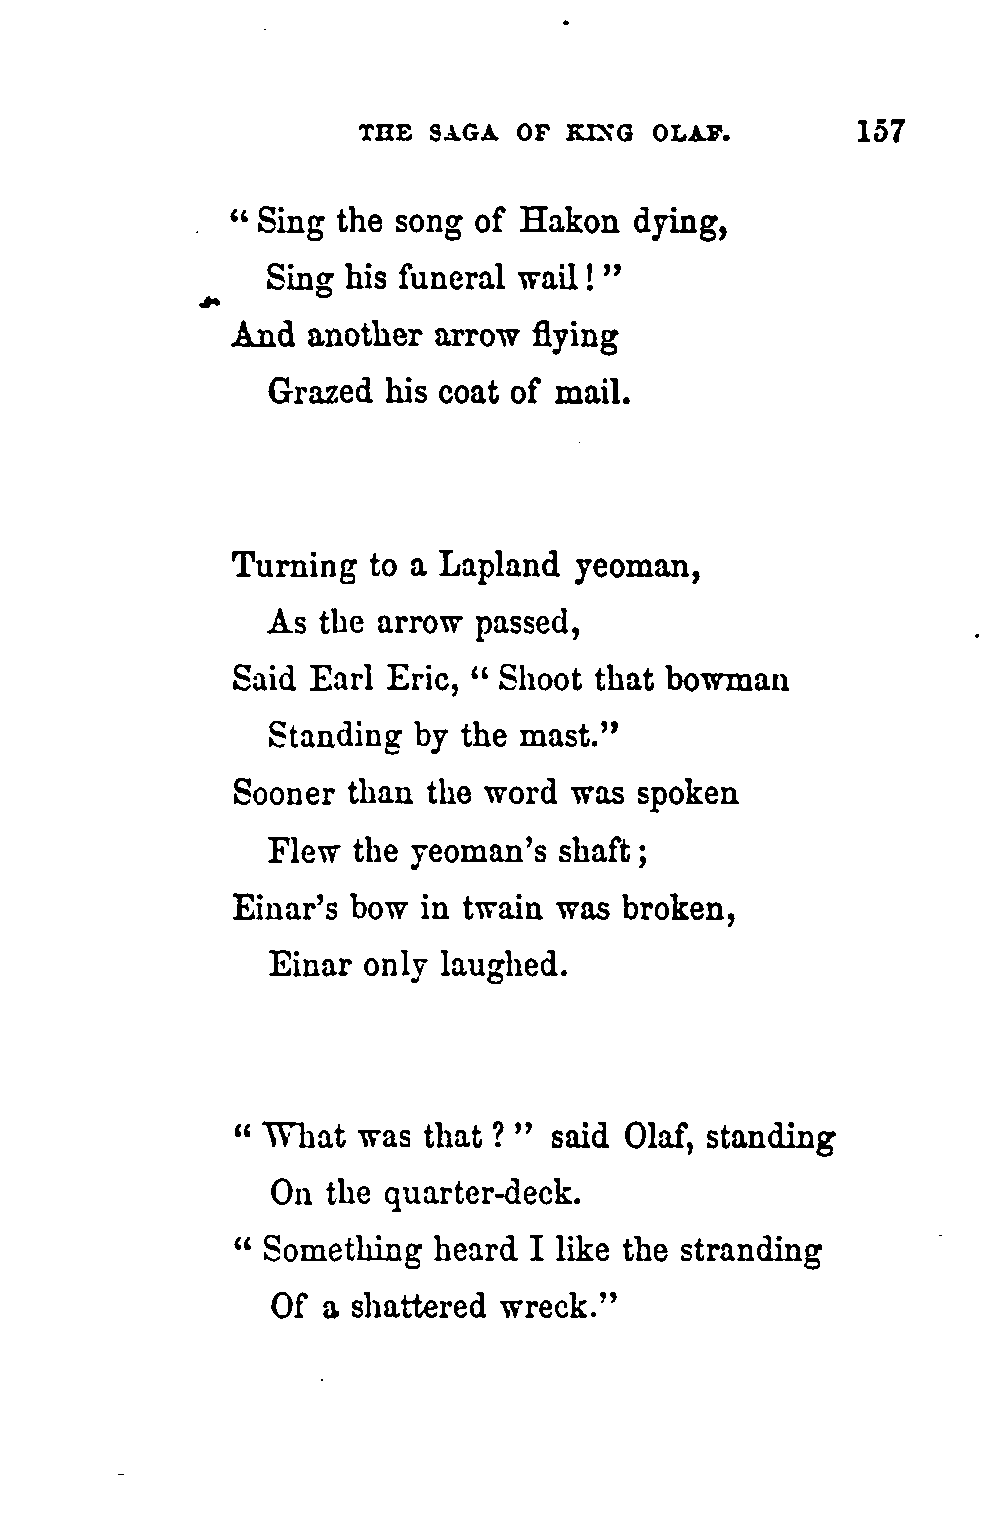 THE SAGA OF KING OLAF. 157
“ Sing the song of Hakon dying,
Sing his funeral wail ! ”
And another arrow flying
Grazed his coat of mail.
Turning to a Lapland yeoman,
As the arrow passed,
Said Earl Eric, “ Shoot that bowman
Standing by the mast.”
Sooner than the word was spoken
Flew the yeoman’s shaft ;
Einar’s bow in twain was broken,
Einar only laughed.
“ What was that ? ” said Olaf, standing
On the quarter-deck.
“ Something heard I like the stranding
Of a shattered wreck.”